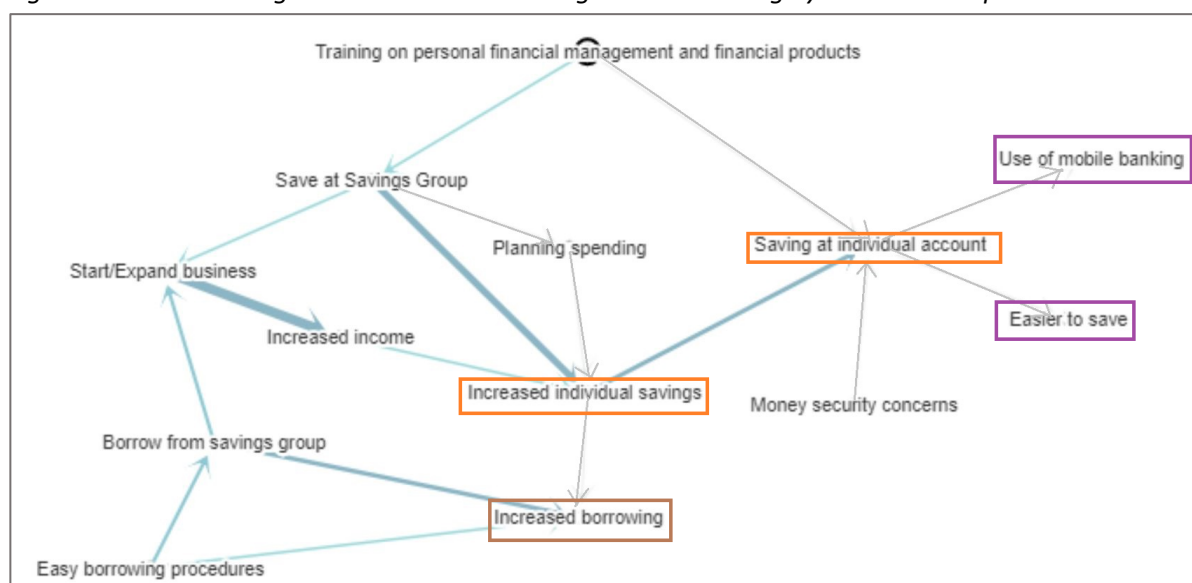 Training on personal financial management and financial products
Use of mobile banking
Save at Savings Group
Planning spending
Saving at individual account
Start/Expand business
Easier to save
Increased income
Increased individual savings
Money security concerns
Borrow from savings group
Increased borrowing
Easy borrowing procedures